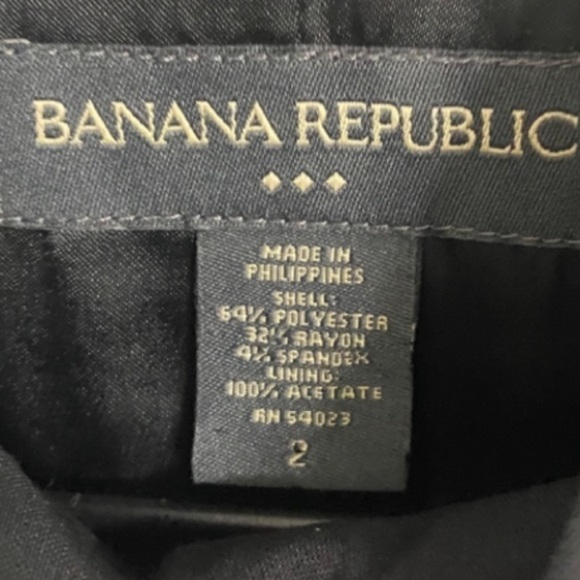 BANANA REPUBLIC
MADE IN
PHILIPPINES
SHELL:
64% POLYESTER
32% RAYON
4% SPANDEX
LINING:
100% ACETATE
RN 54023
2